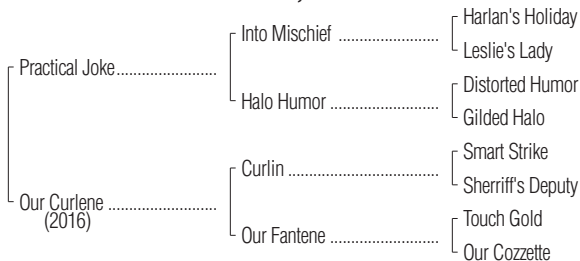 Harlan's Holiday
Into Mischief ......................
Leslie's Lady
Practical Joke......................
Distorted Humor
Halo Humor ........................
Gilded Halo
Smart Strike
Curlin .................................
Sherriff's Deputy
Our Curlene ........................
(2016)
Touch Gold
Our Fantene ........................
Our Cozzette